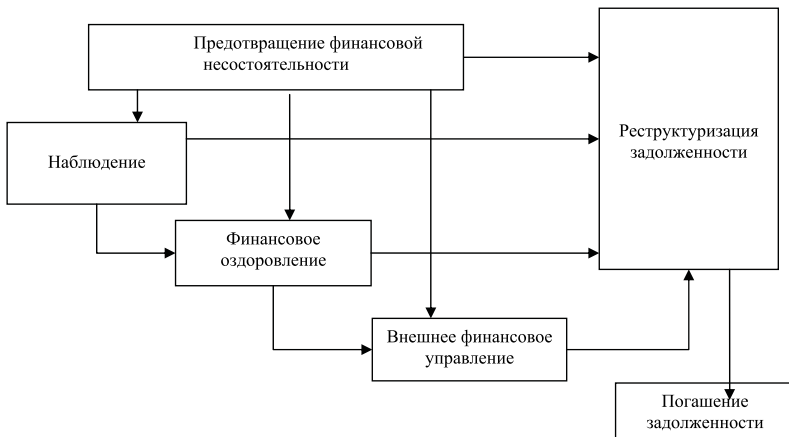 Предотвращение финансовой
несостоятельности
Наблюдение
Реструктуризация
задолженности
Финансовое
оздоровление
Внешнее финансовое
управление
Погашение
задолженности